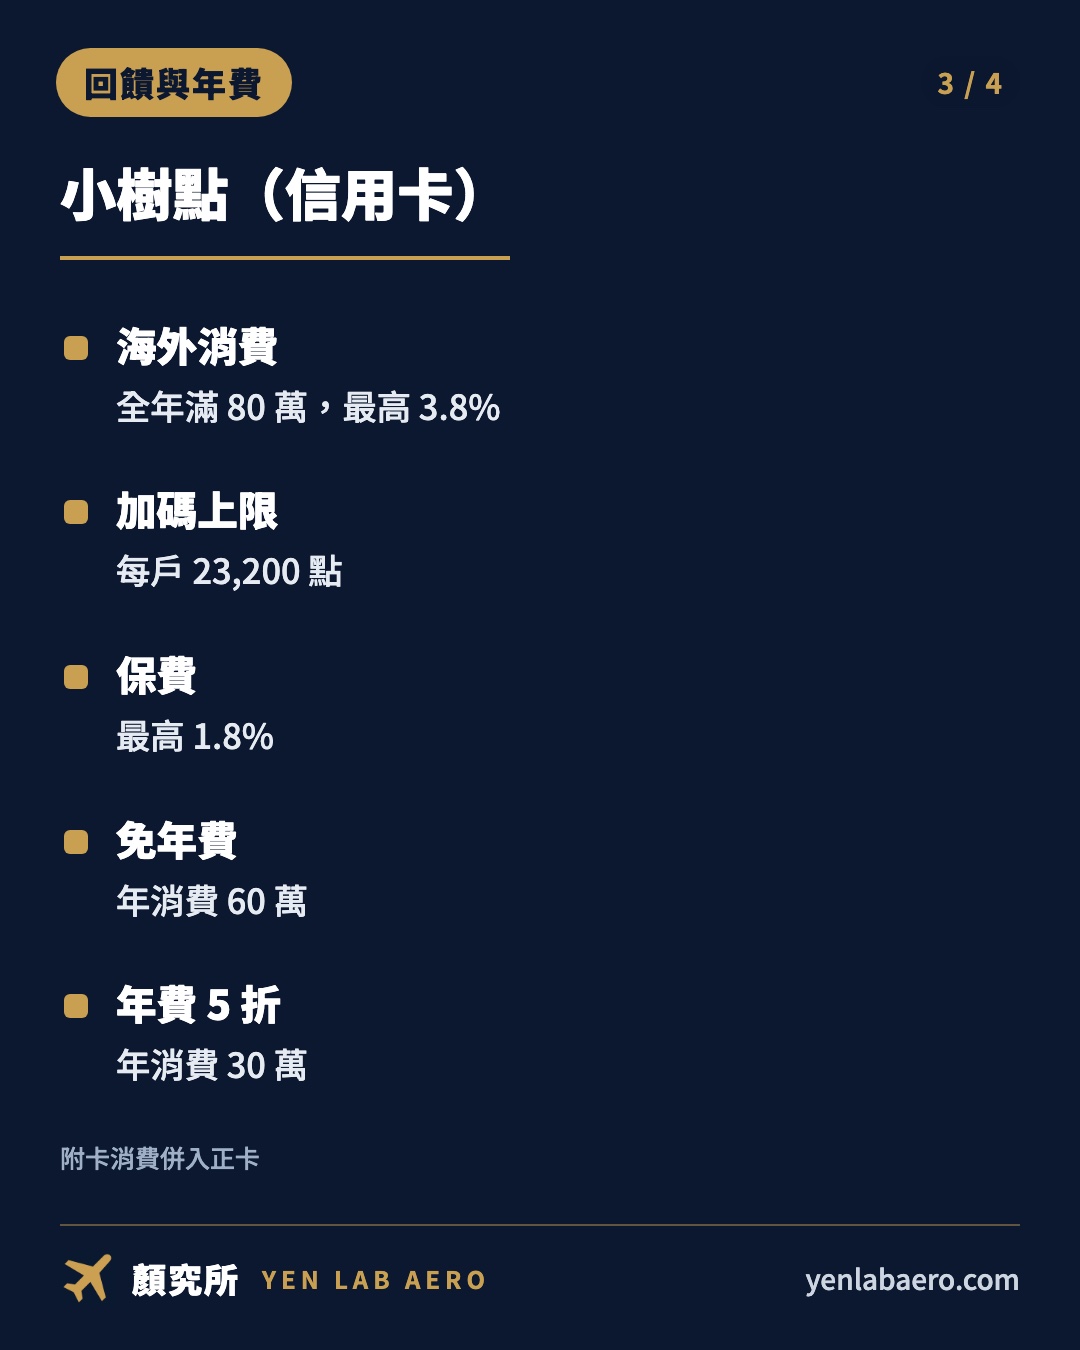 回饋與年費
3 / 4
小樹點（信用卡）
海外消費
全年滿 80 萬，最高 3.8%
加碼上限
每戶 23,200 點
保費
最高 1.8%
免年費
年消費 60 萬
年費 5 折
年消費 30 萬
附卡消費併入正卡
顏究所 YEN LAB AERO
yenlabaero.com